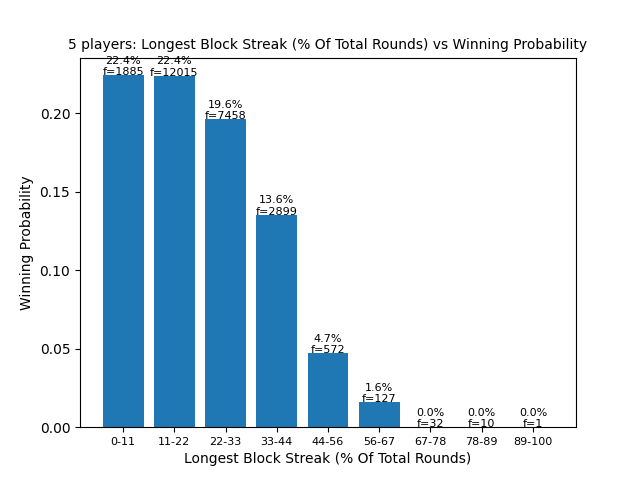 5 players: Longest Block Streak (% Of Total Rounds) vs Winning Probability
22.4%
f=1885
22.4%
f=12015
19.6%
f=7458
13.6%
f=2899
4.7%
f=572
1.6%
f=127
0.0%
f=32
0.0%
f=10
0.0%
f=1
Winning Probability
0.20
0.15
0.10
0.05
0.00
0-11 11-22 22-33 33-44 44-56 56-67 67-78 78-89 89-100
Longest Block Streak (% Of Total Rounds)